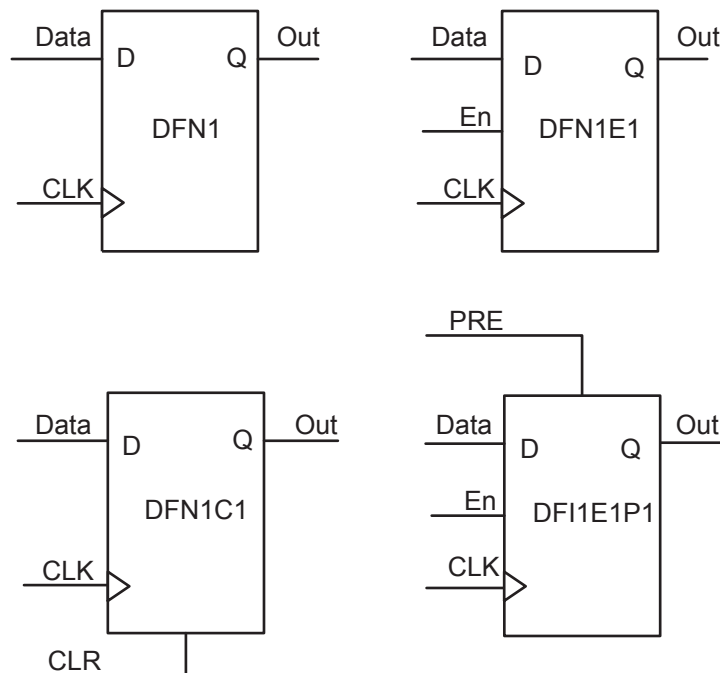 Data
Out
D
Q
DFN1
CLK
Data
Out
D
Q
En
DFN1E1
CLK
Data
Out
D
Q
DFN1C1
CLK
CLR
PRE
Data
Out
D
Q
En
DFI1E1P1
CLK